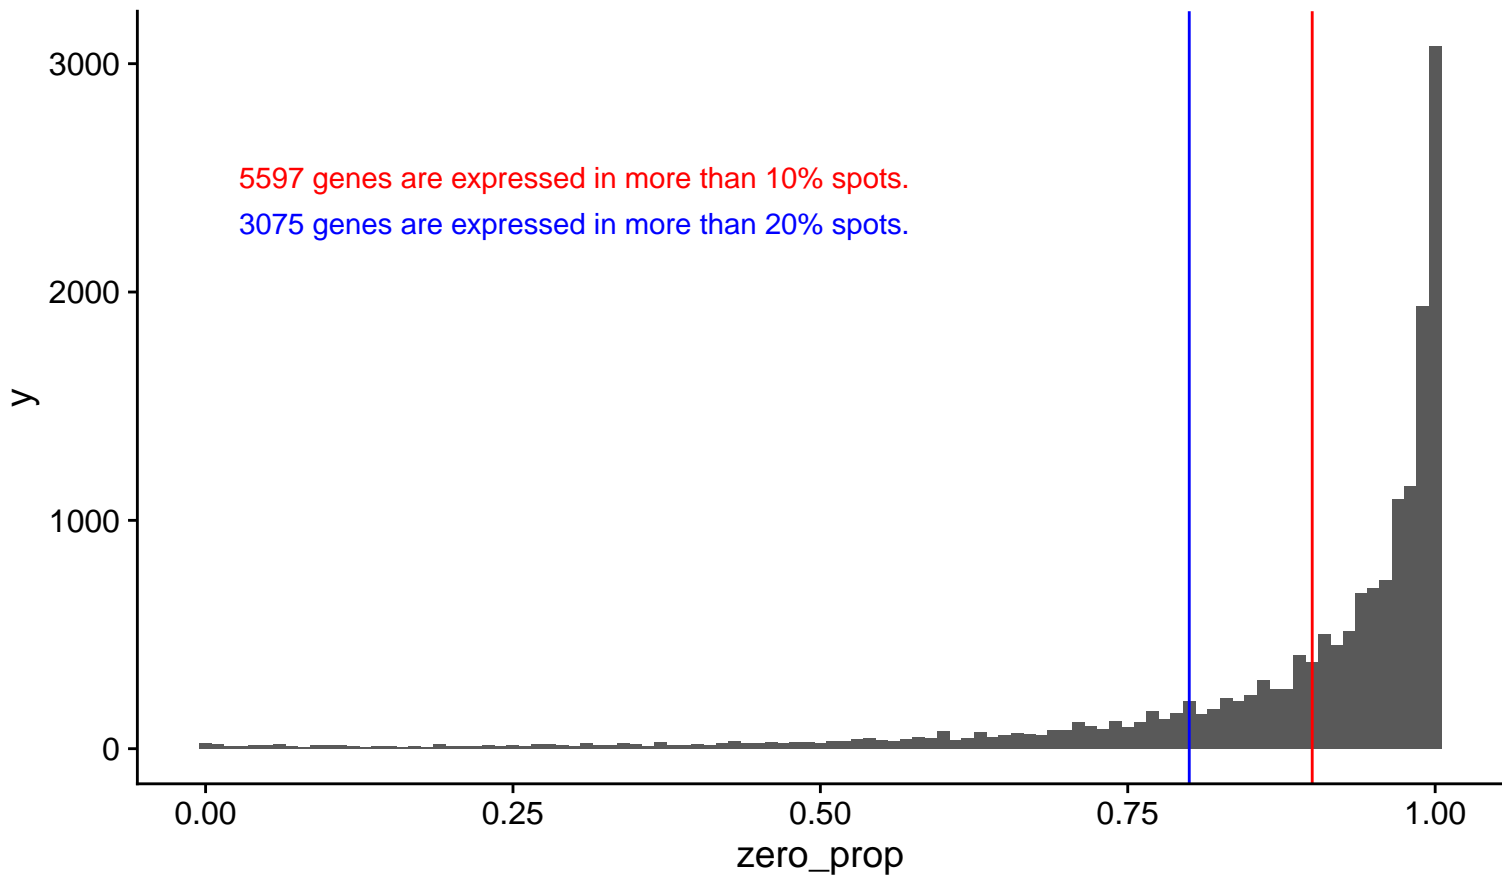 3000
5597 genes are expressed in more than 10% spots.
3075 genes are expressed in more than 20% spots.
2000
y
1000
0
0.00 0.25 0.50 0.75 1.00
zero_prop